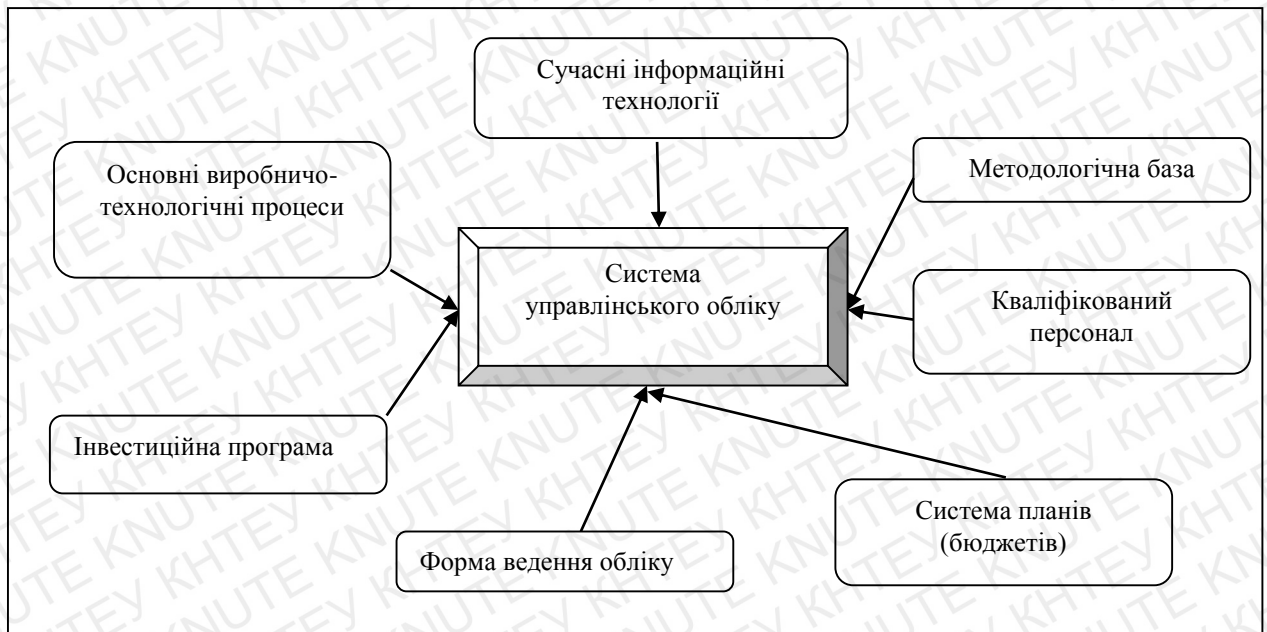 Сучасні інформаційні
технології
Основні виробничо-
технологічні процеси
Методологічна база
Система
управлінського обліку
Кваліфікований
персонал
Інвестиційна програма
Форма ведення обліку
Система планів
(бюджетів)